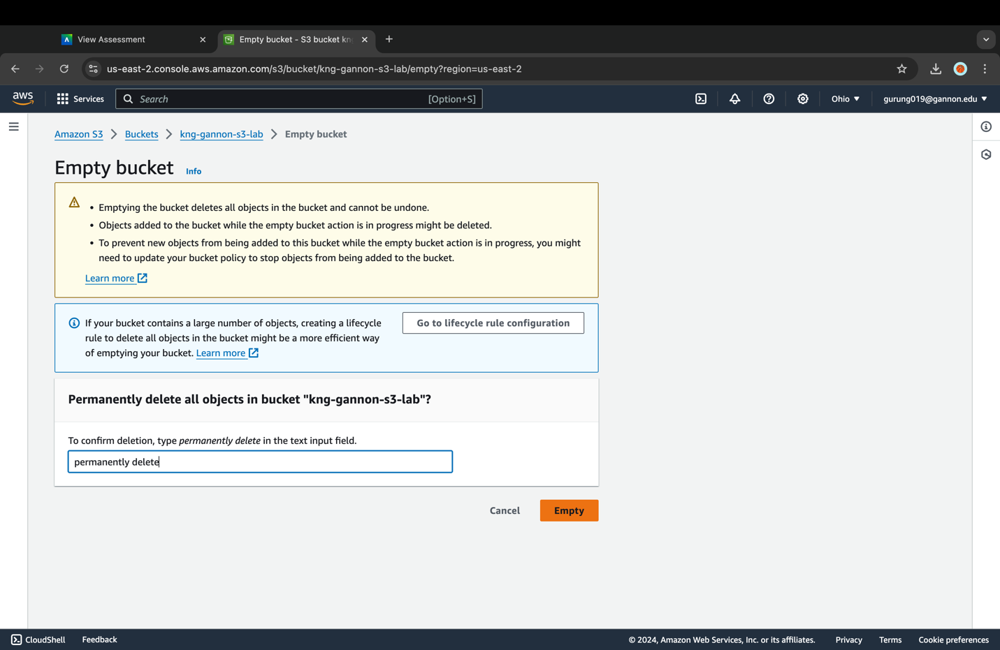 View Assessment
Empty bucket - S3 bucket kn
us-east-2.console.aws.amazon.com/s3/bucket/kng-gannon-s3-lab/empty?region=us-east-2
aws
Services
Search
[Option+S]
Ohio
gurung019@gannon.edu
Amazon S3
Buckets
kng-gannon-s3-lab
Empty bucket
Empty bucket
Info
• Emptying the bucket deletes all objects in the bucket and cannot be undone.
• Objects added to the bucket while the empty bucket action is in progress might be deleted.
• To prevent new objects from being added to this bucket while the empty bucket action is in progress, you might
need to update your bucket policy to stop objects from being added to the bucket.
Learn more
If your bucket contains a large number of objects, creating a lifecycle
rule to delete all objects in the bucket might be a more efficient way
of emptying your bucket. Learn more
Go to lifecycle rule configuration
Permanently delete all objects in bucket "kng-gannon-s3-lab"?
To confirm deletion, type permanently delete in the text input field.
permanently delete
Cancel
Empty
CloudShell
Feedback
© 2024, Amazon Web Services, Inc. or its affiliates.
Privacy
Terms
Cookie preferences